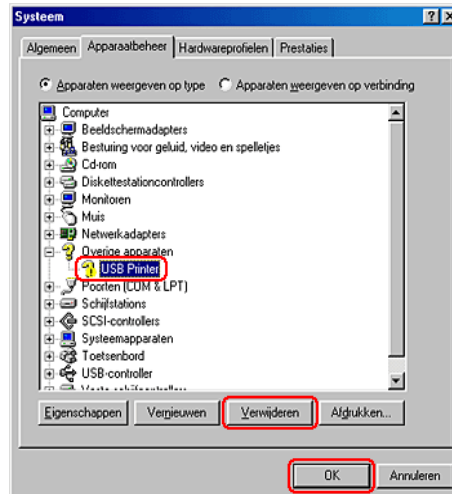 Systeem
Algemeen Apparaatbeheer Hardwareprofielen Prestaties
Apparaten weergeven op type Apparaten weergeven op verbinding
Computer
Beeldschermadapters
Besturing voor geluid, video en spelletjes
Cd-rom
Diskettestationcontrollers
Monitoren
Muis
Netwerkadapters
Overige apparaten
USB Printer
Poorten (COM & LPT)
Schijfstations
SCSI-controllers
Systeemapparaten
Toetsenbord
USB-controller
Vaste-schijfcontrollers
Eigenschappen Vernieuwen Verwijderen Afdrukken...
OK Annuleren